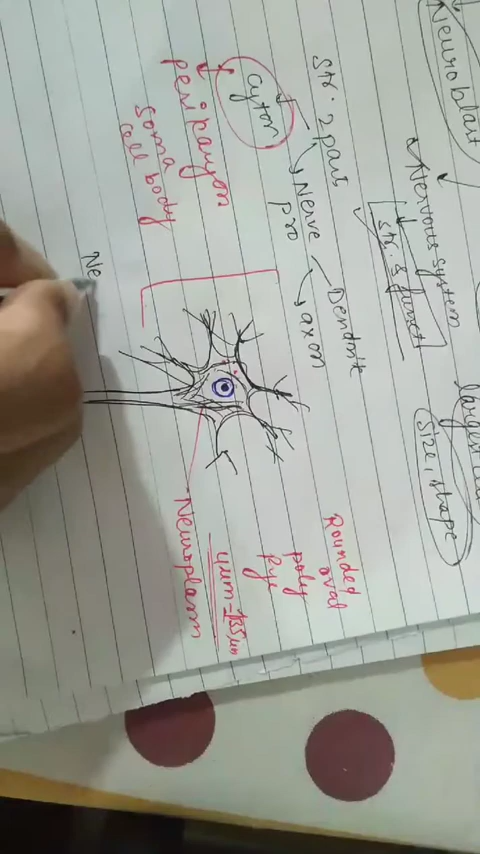 Neuroblast
Nervous system
largest
Str. & funct
Size, shape
Str. 2 part
Cyton
Nerve
pro
Dendrite
axon
perikaryon
Soma
cell body
Rounded
oval
poly
4µm-135µm
Neuroplasm
Ne